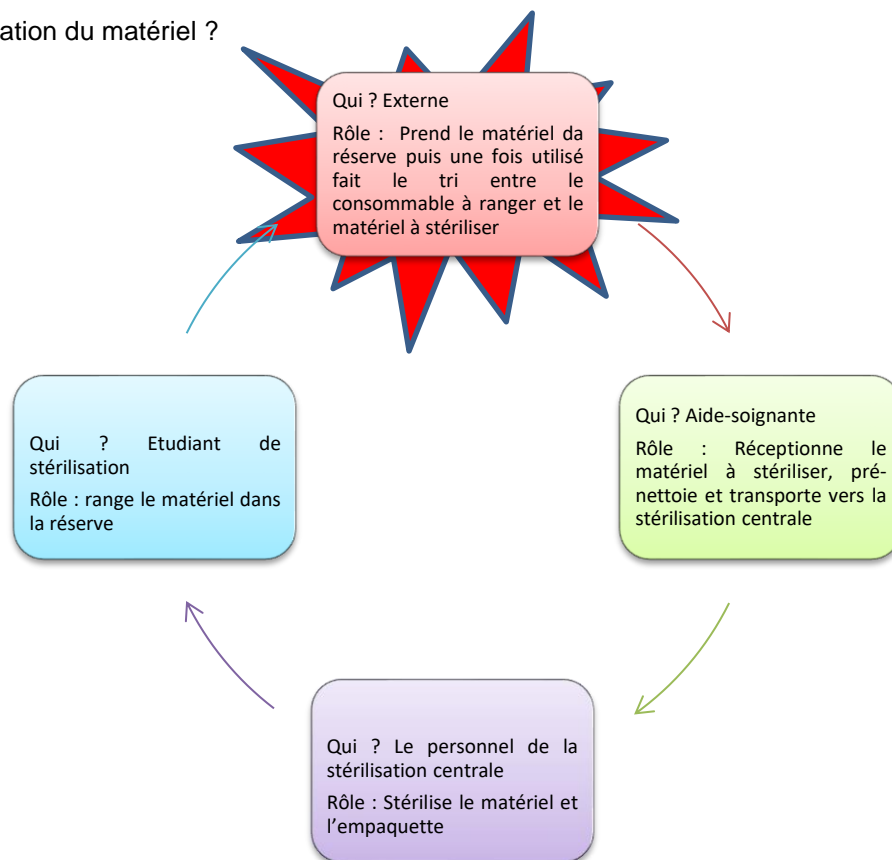 ation du matériel ?
Qui ? Externe
Rôle : Prend le matériel da
réserve puis une fois utilisé
fait le tri entre le
consommable à ranger et le
matériel à stériliser
Qui ? Aide-soignante
Rôle : Réceptionne le
matériel à stériliser, pré-
nettoie et transporte vers la
stérilisation centrale
Qui ? Le personnel de la
stérilisation centrale
Rôle : Stérilise le matériel et
l’empaquette
Qui ? Etudiant de
stérilisation
Rôle : range le matériel dans
la réserve